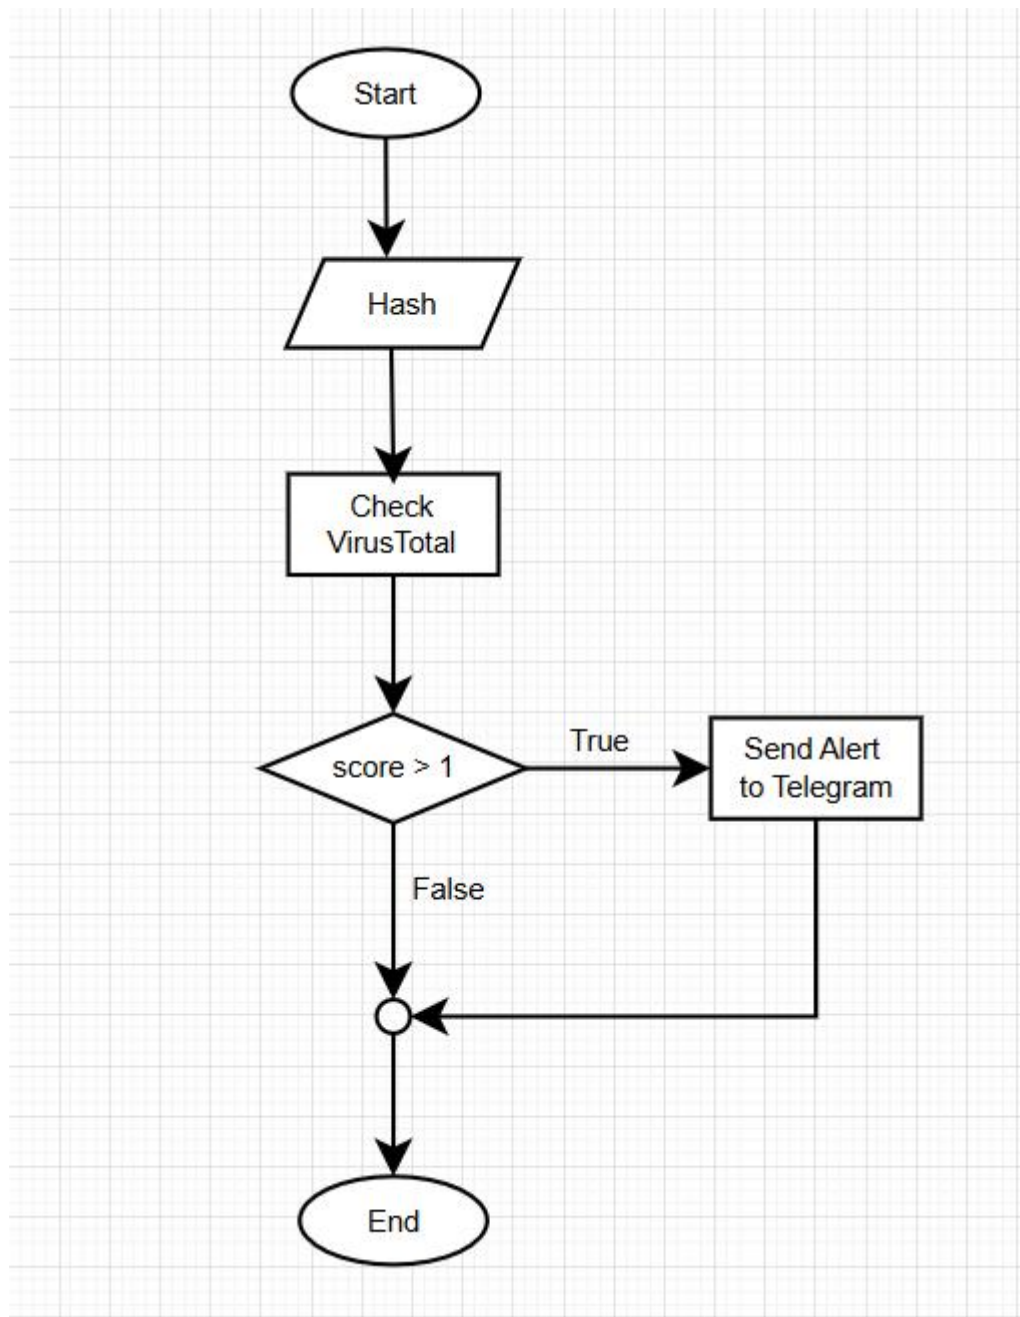 Start
Hash
Check
VirusTotal
score > 1
True
Send Alert
to Telegram
False
End